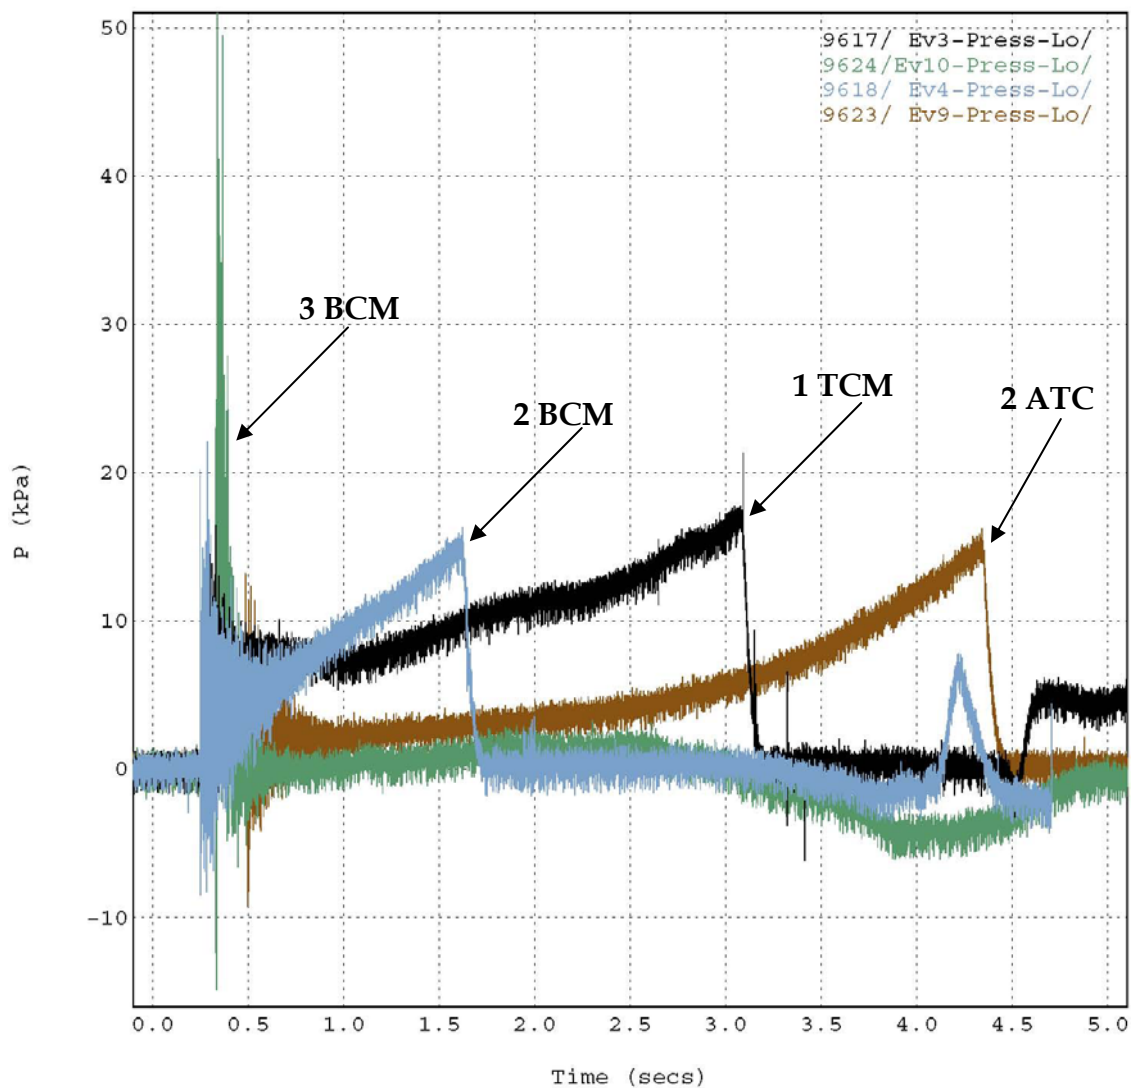 50
9617/ Ev3-Press-Lo/
9624/Ev10-Press-Lo/
9618/ Ev4-Press-Lo/
9623/ Ev9-Press-Lo/
40
3 BCM
30
1 TCM
2 ATC
2 BCM
20
P (kPa)
10
0
-10
0.0 0.5 1.0 1.5 2.0 2.5 3.0 3.5 4.0 4.5 5.0
Time (secs)